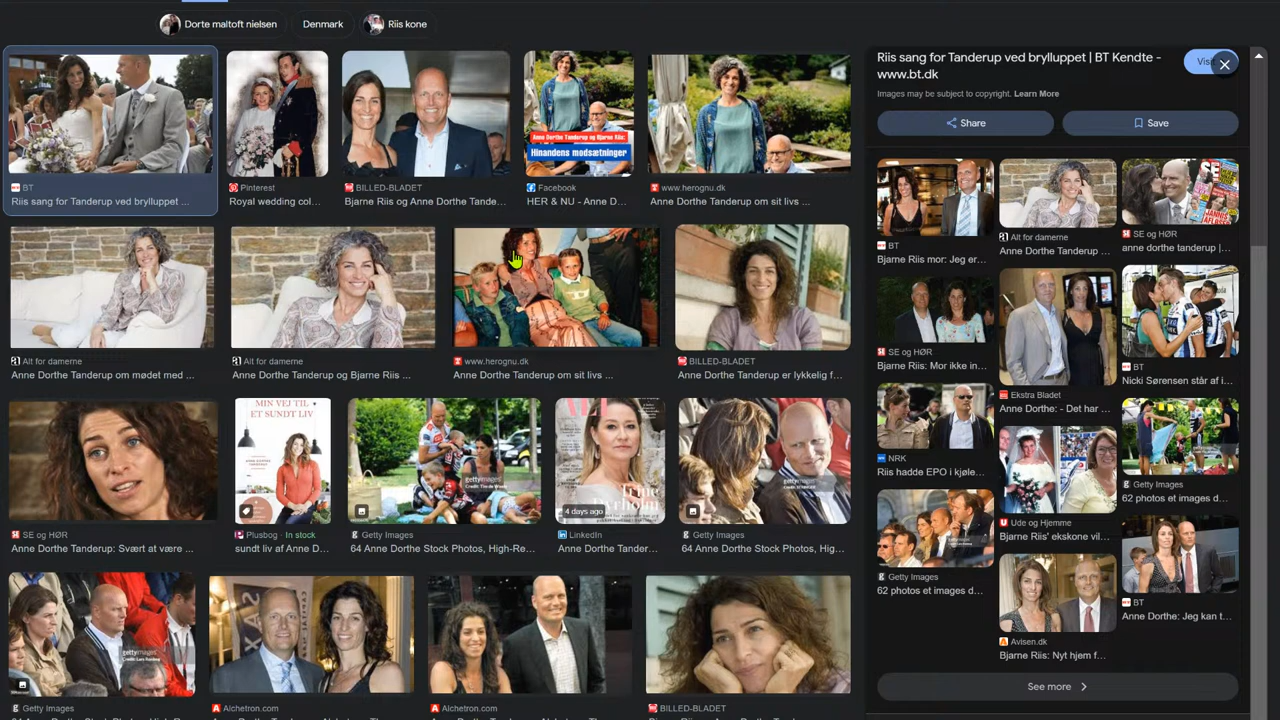 Dorte maltoft nielsen
Denmark
Riis kone
BT
Riis sang for Tanderup ved brylluppet ...
Pinterest
Royal wedding col...
BILLED-BLADET
Bjarne Riis og Anne Dorthe Tande...
Anne Dorthe Tanderup og Bjarne Riis:
Hinandens modsætninger
Facebook
HER & NU - Anne D...
www.herognu.dk
Anne Dorthe Tanderup om sit livs ...
Alt for damerne
Anne Dorthe Tanderup om mødet med ...
Alt for damerne
Anne Dorthe Tanderup og Bjarne Riis ...
www.herognu.dk
Anne Dorthe Tanderup om sit livs ...
BILLED-BLADET
Anne Dorthe Tanderup er lykkelig f...
SE og HØR
Anne Dorthe Tanderup: Svært at være ...
MIN VEJ TIL
ET SUNDT LIV
Plusbog · In stock
sundt liv af Anne D...
gettyimages
Getty Images
64 Anne Dorthe Stock Photos, High-Re...
4 days ago
LinkedIn
Anne Dorthe Tander...
gettyimages
Getty Images
64 Anne Dorthe Stock Photos, Hig...
gettyimages
Getty Images
Alchetron.com
Alchetron.com
BILLED-BLADET
Riis sang for Tanderup ved brylluppet | BT Kendte -
www.bt.dk
Visit
Images may be subject to copyright. Learn More
Share
Save
BT
Bjarne Riis mor: Jeg er...
Alt for damerne
Anne Dorthe Tanderup ...
SE og HØR
anne dorthe tanderup |...
SE og HØR
Bjarne Riis: Mor ikke in...
Ekstra Bladet
Anne Dorthe: - Det har ...
BT
Nicki Sørensen står af i...
NRK
Riis hadde EPO i kjøle...
Ude og Hjemme
Bjarne Riis' ekskone vil...
Getty Images
62 photos et images d...
Getty Images
62 photos et images d...
Avisen.dk
Bjarne Riis: Nyt hjem f...
BT
Anne Dorthe: Jeg kan t...
See more